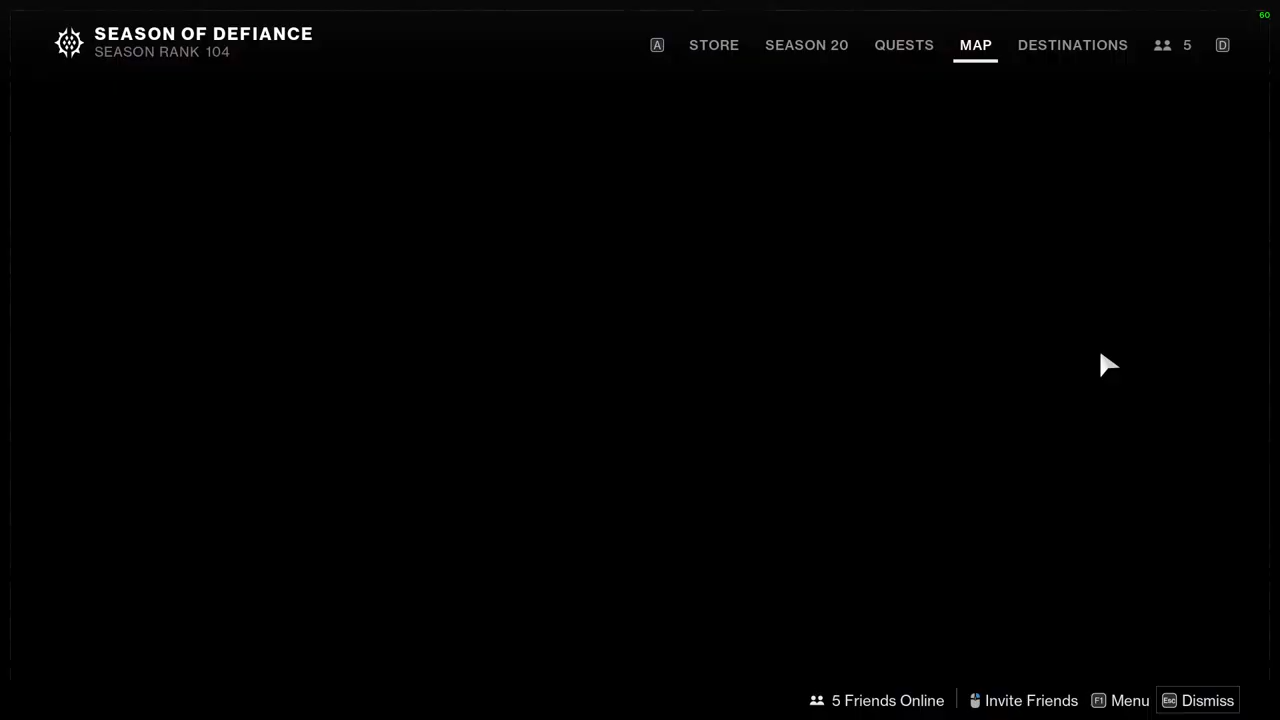 60
SEASON OF DEFIANCE
SEASON RANK 104
A STORE SEASON 20 QUESTS MAP DESTINATIONS 5 D
5 Friends Online Invite Friends F1 Menu Esc Dismiss